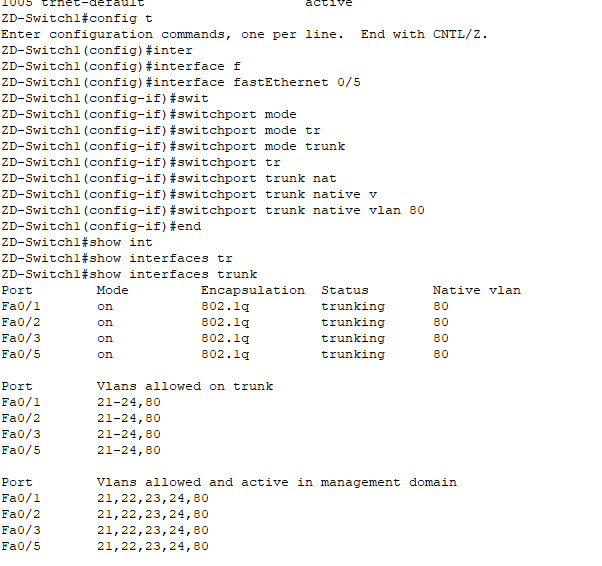 1005 trnet-default active
ZD-Switch1#config t
Enter configuration commands, one per line. End with CNTL/Z.
ZD-Switch1(config)#inter
ZD-Switch1(config)#interface f
ZD-Switch1(config)#interface fastEthernet 0/5
ZD-Switch1(config-if)#swit
ZD-Switch1(config-if)#switchport mode
ZD-Switch1(config-if)#switchport mode tr
ZD-Switch1(config-if)#switchport mode trunk
ZD-Switch1(config-if)#switchport tr
ZD-Switch1(config-if)#switchport trunk nat
ZD-Switch1(config-if)#switchport trunk native v
ZD-Switch1(config-if)#switchport trunk native vlan 80
ZD-Switch1(config-if)#end
ZD-Switch1#show int
ZD-Switch1#show interfaces tr
ZD-Switch1#show interfaces trunk
Port Mode Encapsulation Status Native vlan
Fa0/1 on 802.1q trunking 80
Fa0/2 on 802.1q trunking 80
Fa0/3 on 802.1q trunking 80
Fa0/5 on 802.1q trunking 80
Port Vlans allowed on trunk
Fa0/1 21-24,80
Fa0/2 21-24,80
Fa0/3 21-24,80
Fa0/5 21-24,80
Port Vlans allowed and active in management domain
Fa0/1 21,22,23,24,80
Fa0/2 21,22,23,24,80
Fa0/3 21,22,23,24,80
Fa0/5 21,22,23,24,80